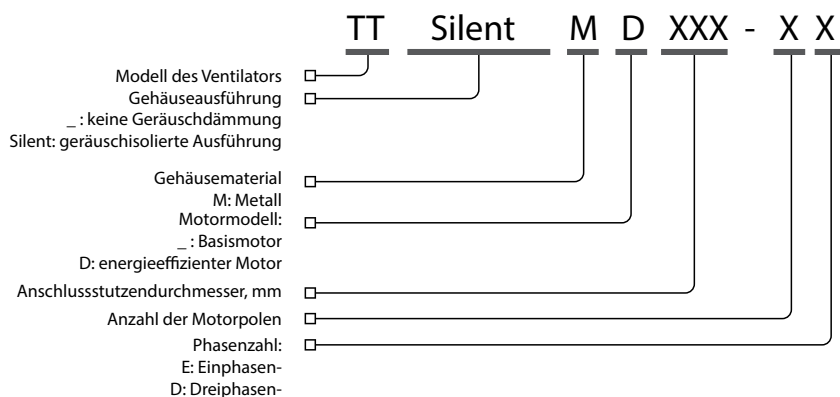 TT Silent M D XXX - X X
Modell des Ventilators
Gehäuseausführung
_ : keine Geräuschdämmung
Silent: geräuschisolierte Ausführung
Gehäusematerial
M: Metall
Motormodell:
_ : Basismotor
D: energieeffizienter Motor
Anschlussstutzendurchmesser, mm
Anzahl der Motorpolen
Phasenzahl:
E: Einphasen-
D: Dreiphasen-